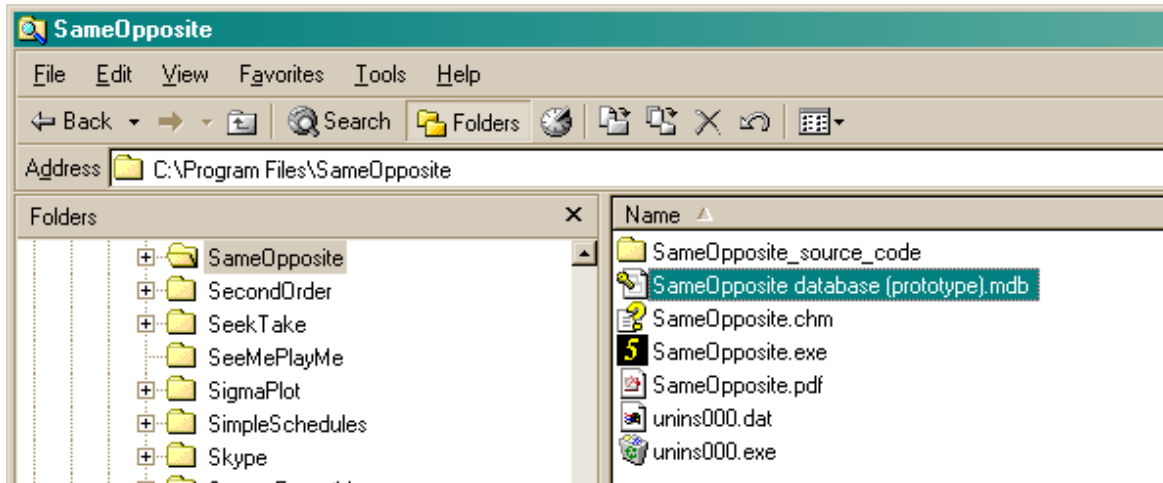 SameOpposite
File Edit View Favorites Tools Help
Back Search Folders
Address C:\Program Files\SameOpposite
Folders
SameOpposite
SecondOrder
SeekTake
SeeMePlayMe
SigmaPlot
SimpleSchedules
Skype
Name
SameOpposite_source_code
SameOpposite database (prototype).mdb
SameOpposite.chm
SameOpposite.exe
SameOpposite.pdf
unins000.dat
unins000.exe